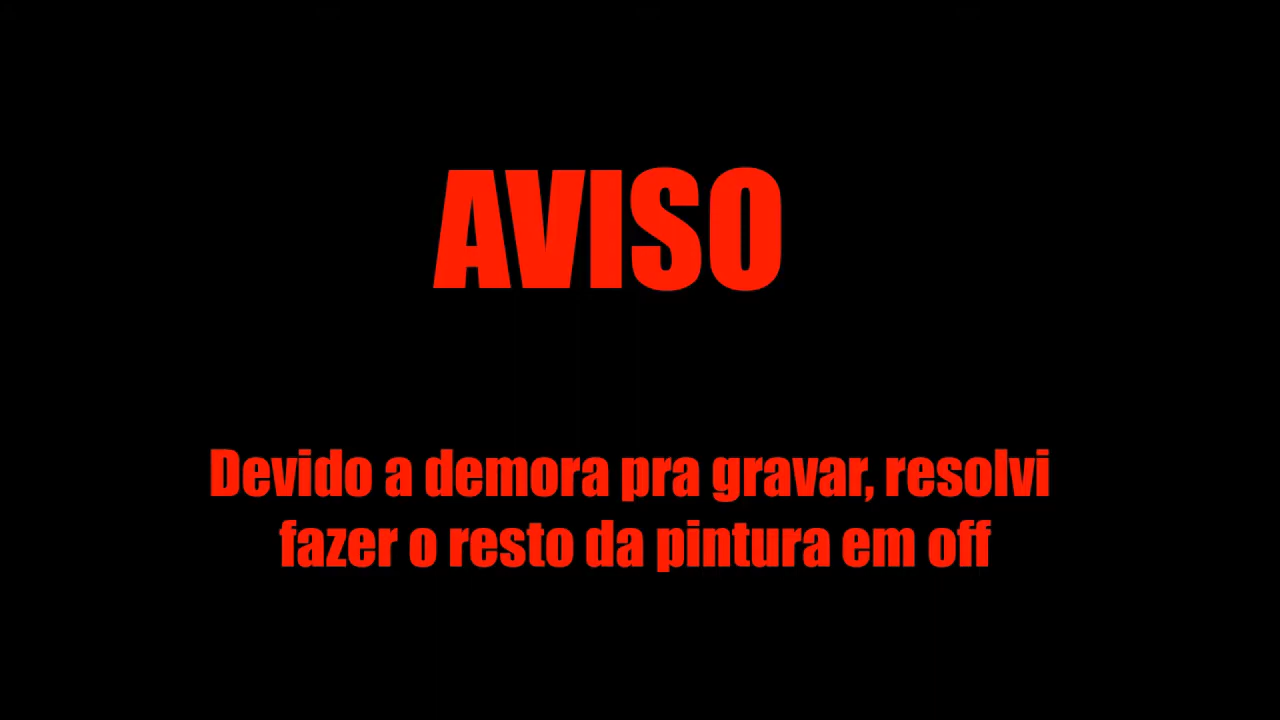 AVISO
Devido a demora pra gravar, resolvi
fazer o resto da pintura em off